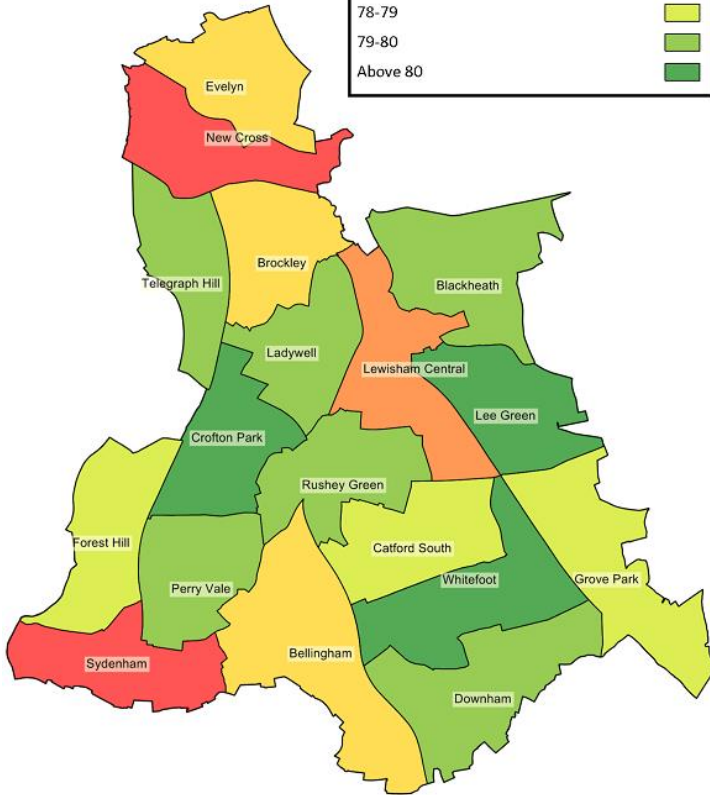 78-79
79-80
Above 80
Evelyn
New Cross
Brockley
Telegraph Hill
Blackheath
Ladywell
Lewisham Central
Lee Green
Crofton Park
Rushey Green
Forest Hill
Catford South
Perry Vale
Whitefoot
Grove Park
Bellingham
Sydenham
Downham